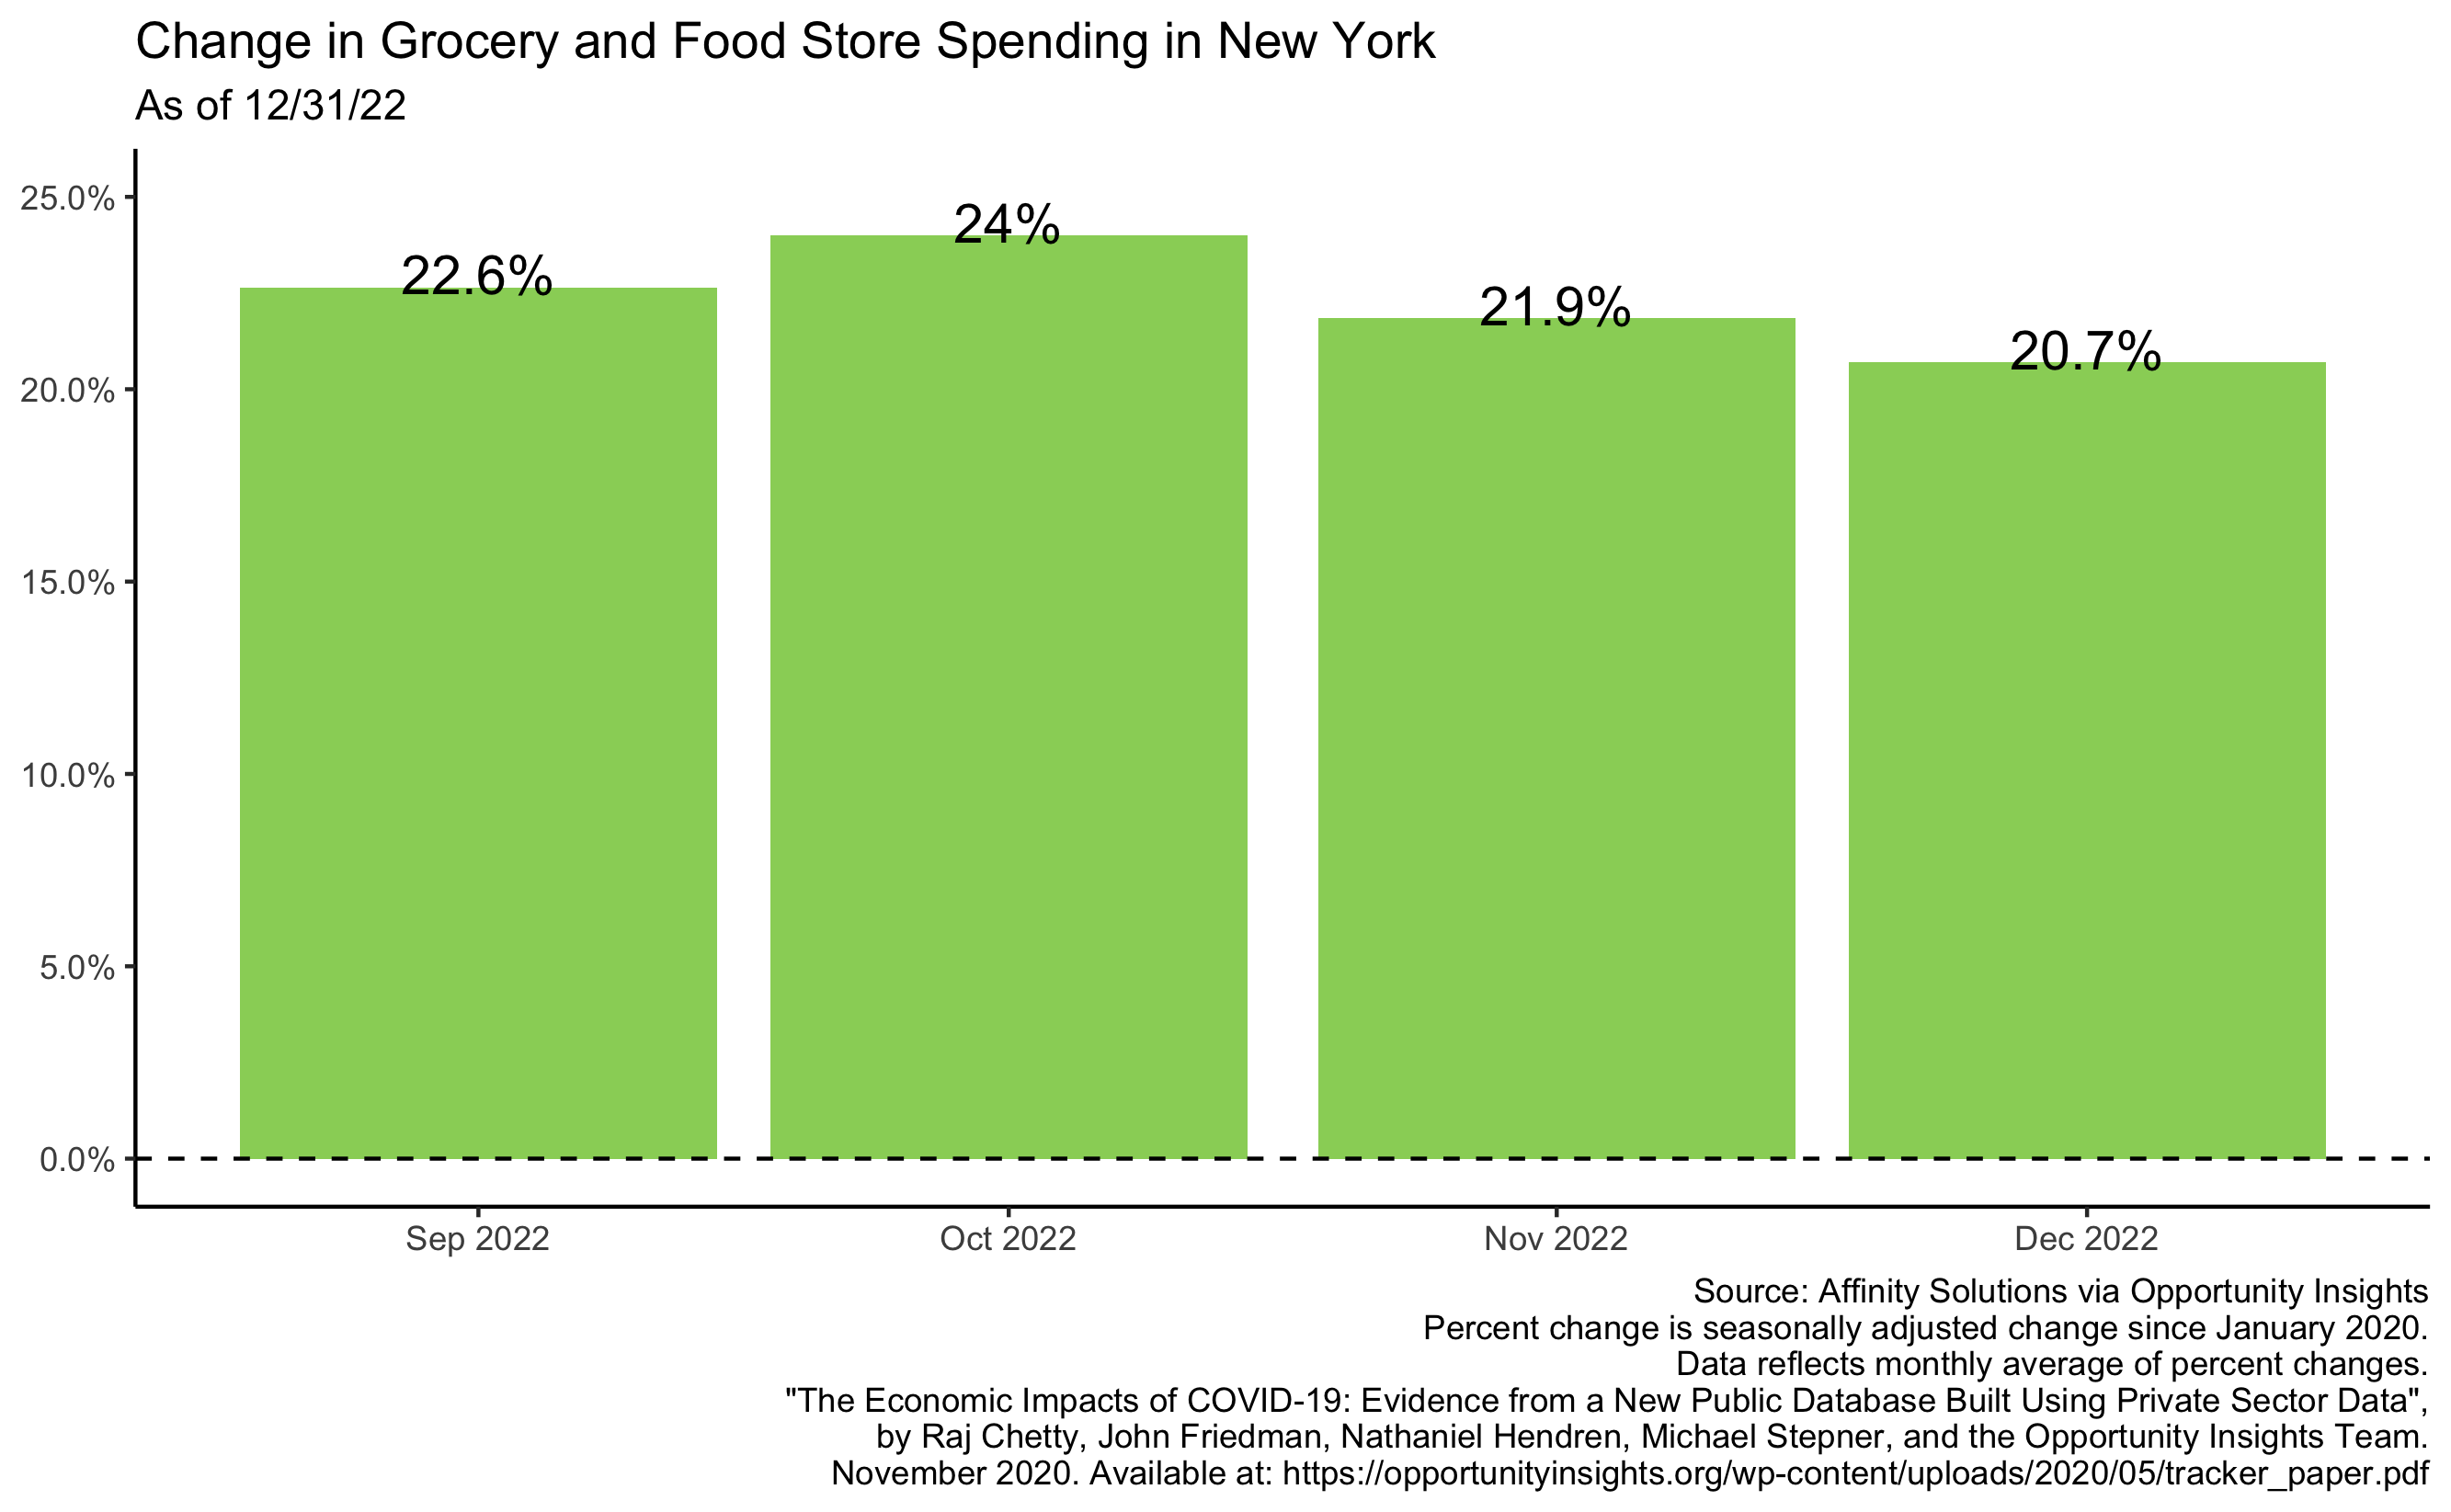 Change in Grocery and Food Store Spending in New York
As of 12/31/22
25.0%
20.0%
15.0%
10.0%
5.0%
0.0%
22.6%
24%
21.9%
20.7%
Sep 2022
Oct 2022
Nov 2022
Dec 2022
Source: Affinity Solutions via Opportunity Insights
Percent change is seasonally adjusted change since January 2020.
Data reflects monthly average of percent changes.
"The Economic Impacts of COVID-19: Evidence from a New Public Database Built Using Private Sector Data",
by Raj Chetty, John Friedman, Nathaniel Hendren, Michael Stepner, and the Opportunity Insights Team.
November 2020. Available at: https://opportunityinsights.org/wp-content/uploads/2020/05/tracker_paper.pdf